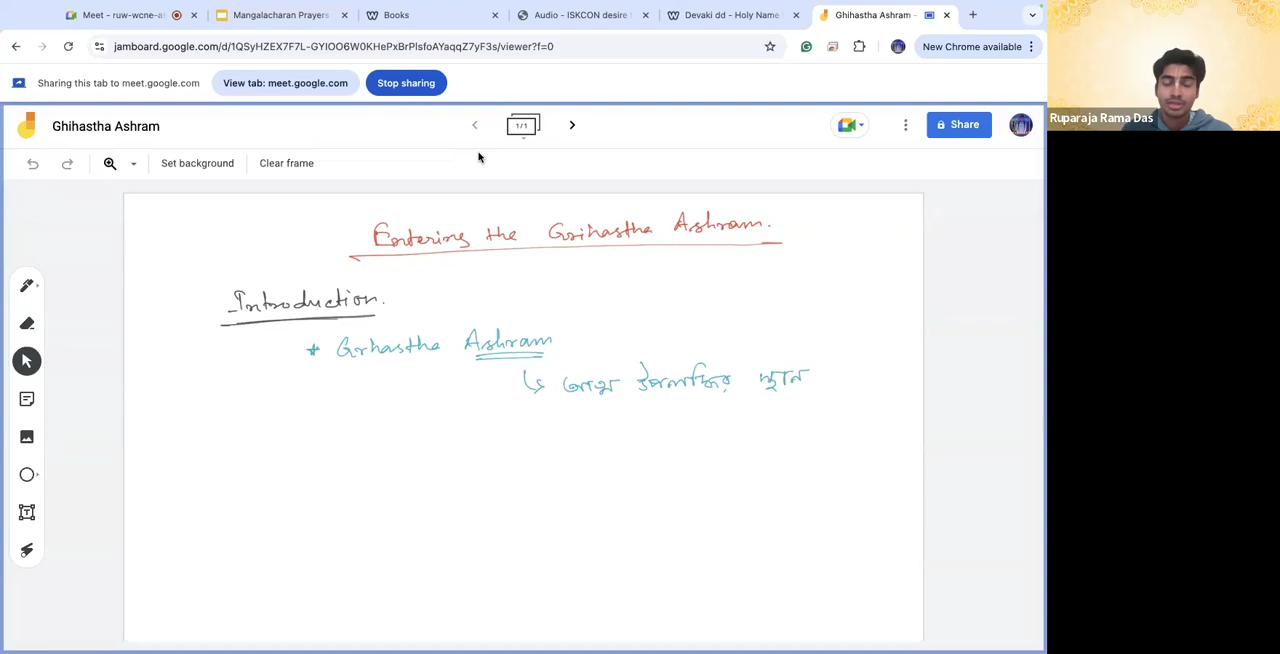 Meet - ruw-wcne-a
Mangalacharan Prayers
Books
Audio - ISKCON desire t
Devaki dd - Holy Name
Ghihastha Ashram -
jamboard.google.com/d/1QSyHZEX7F7L-GYIOO6W0KHePxBrPlsfoAYaqqZ7yF3s/viewer?f=0
New Chrome available
Sharing this tab to meet.google.com
View tab: meet.google.com
Stop sharing
Ruparaja Rama Das
Ghihastha Ashram
1/1
Share
Set background
Clear frame
Entering the Grihastha Ashram.
Introduction.
* Grhastha Ashram
↳ আত্ম উপলব্ধির স্থান